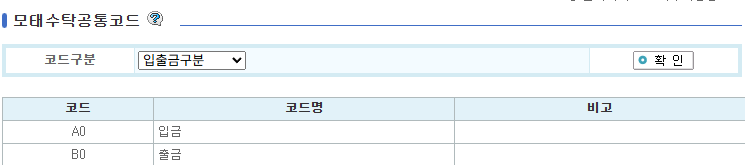 모태수탁공통코드
코드구분 입출금구분 확 인
코드 코드명 비고
A0 입금
B0 출금